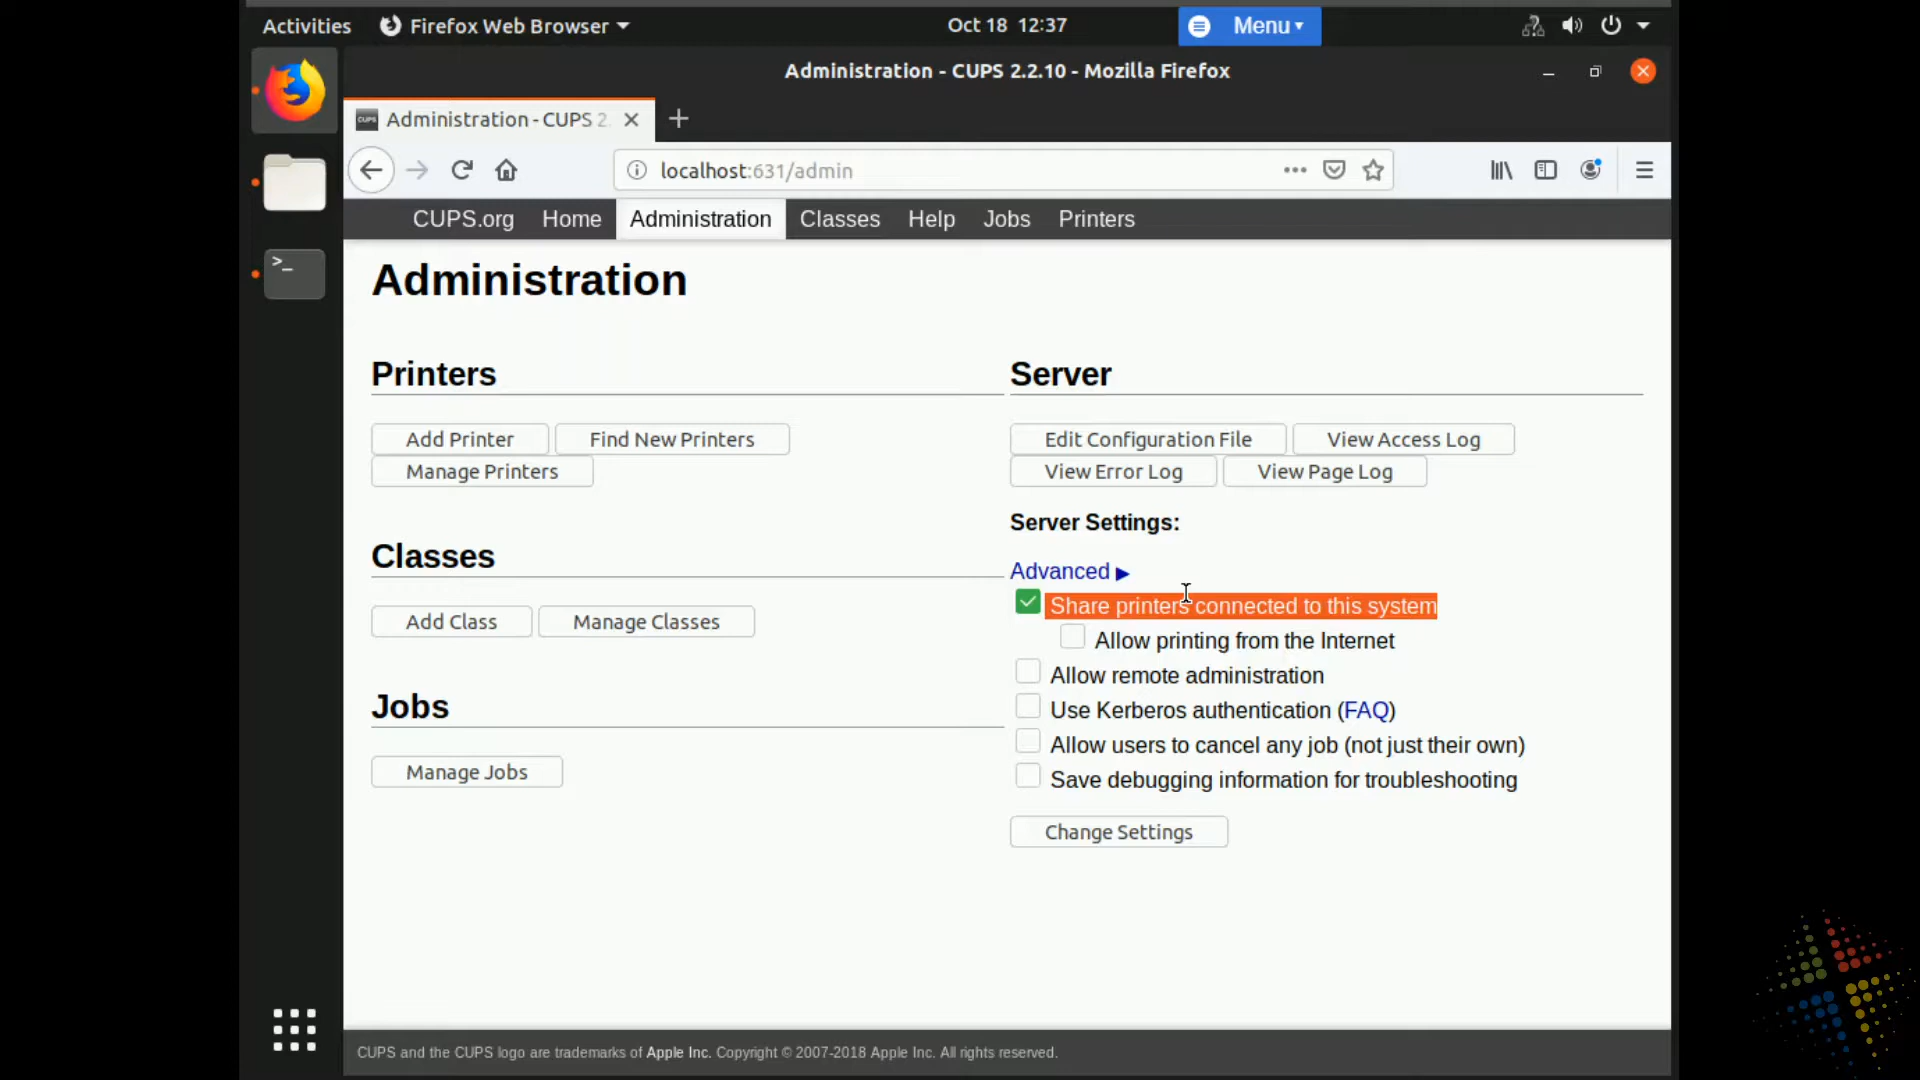 Activities Firefox Web Browser Oct 18 12:37 Menu
Administration - CUPS 2.2.10 - Mozilla Firefox
CUPS Administration - CUPS 2.
localhost:631/admin
CUPS.org Home Administration Classes Help Jobs Printers
Administration
Printers
Add Printer Find New Printers
Manage Printers
Classes
Add Class Manage Classes
Jobs
Manage Jobs
Server
Edit Configuration File View Access Log
View Error Log View Page Log
Server Settings:
Advanced ▶
Share printers connected to this system
Allow printing from the Internet
Allow remote administration
Use Kerberos authentication (FAQ)
Allow users to cancel any job (not just their own)
Save debugging information for troubleshooting
Change Settings
CUPS and the CUPS logo are trademarks of Apple Inc. Copyright © 2007-2018 Apple Inc. All rights reserved.